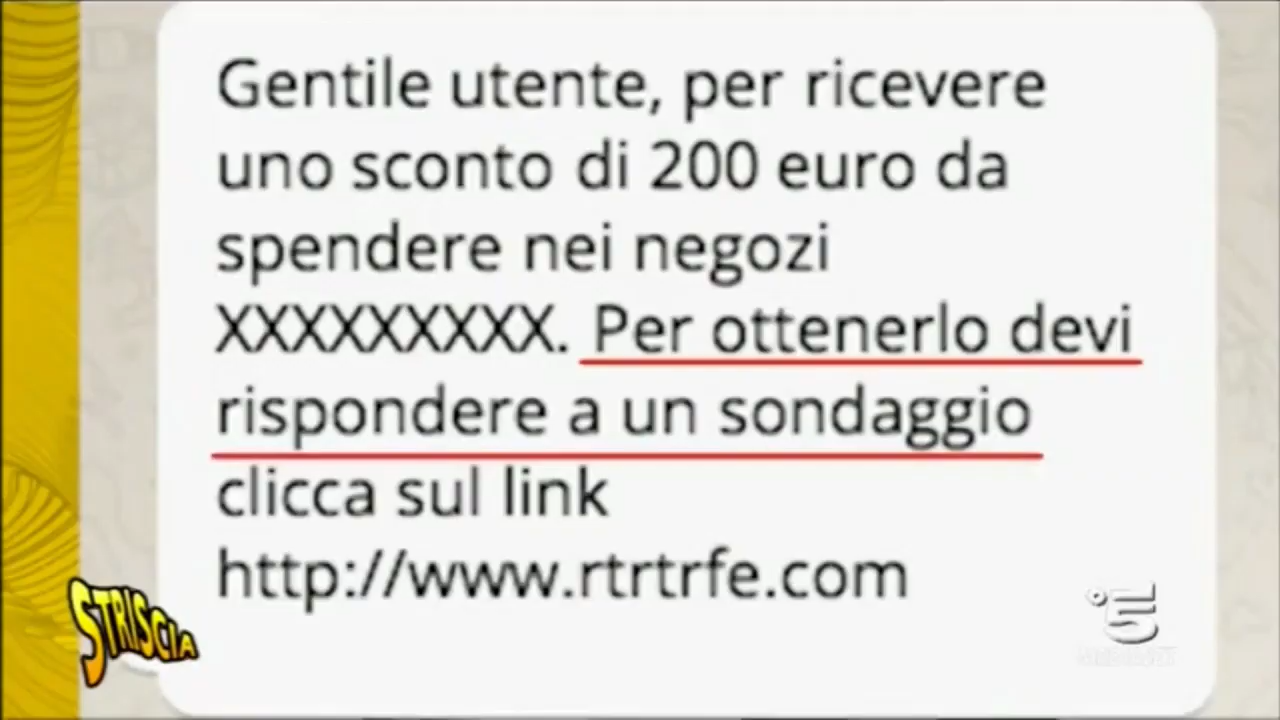 Gentile utente, per ricevere
uno sconto di 200 euro da
spendere nei negozi
XXXXXXXXX. Per ottenerlo devi
rispondere a un sondaggio
clicca sul link
http://www.rtrtrfe.com
STRISCIA
5